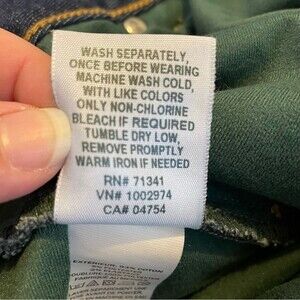 WASH SEPARATELY,
ONCE BEFORE WEARING
MACHINE WASH COLD,
WITH LIKE COLORS
ONLY NON-CHLORINE
BLEACH IF REQUIRED
TUMBLE DRY LOW,
REMOVE PROMPTLY
WARM IRON IF NEEDED
RN# 71341
VN# 1002974
CA# 04754